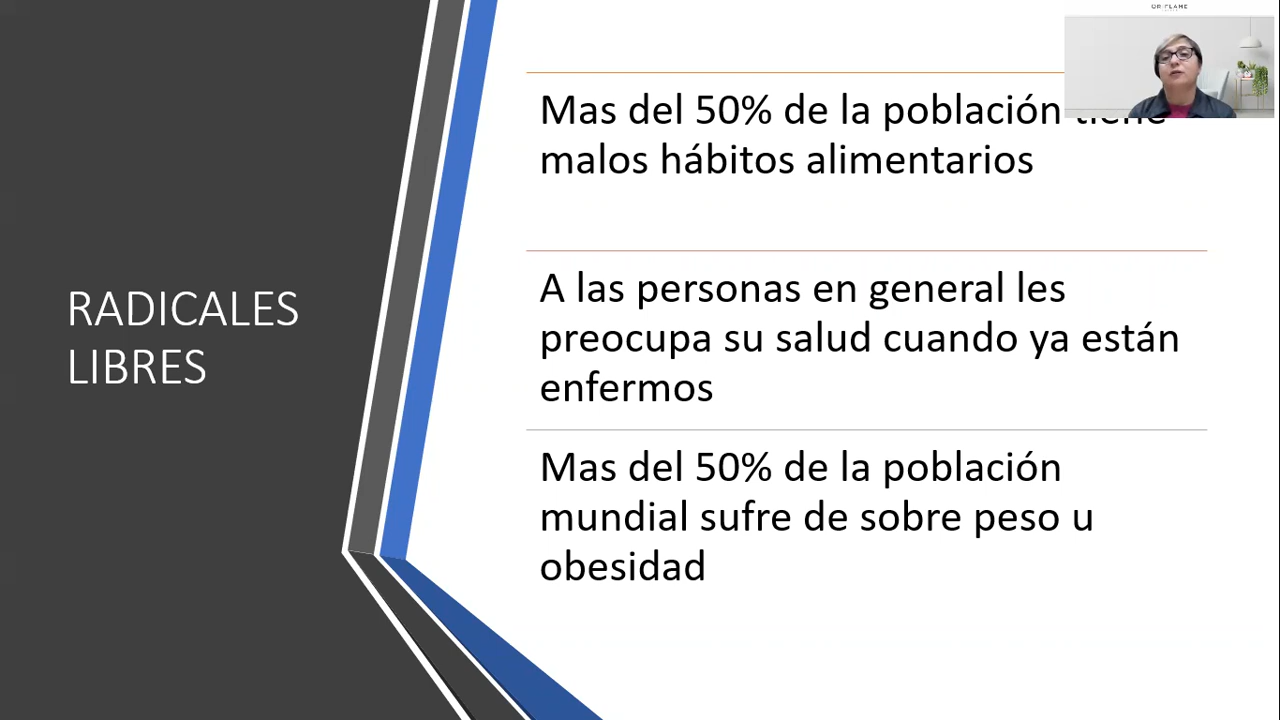 ORIFLAME
RADICALES
LIBRES
Mas del 50% de la población tiene
malos hábitos alimentarios
A las personas en general les
preocupa su salud cuando ya están
enfermos
Mas del 50% de la población
mundial sufre de sobre peso u
obesidad